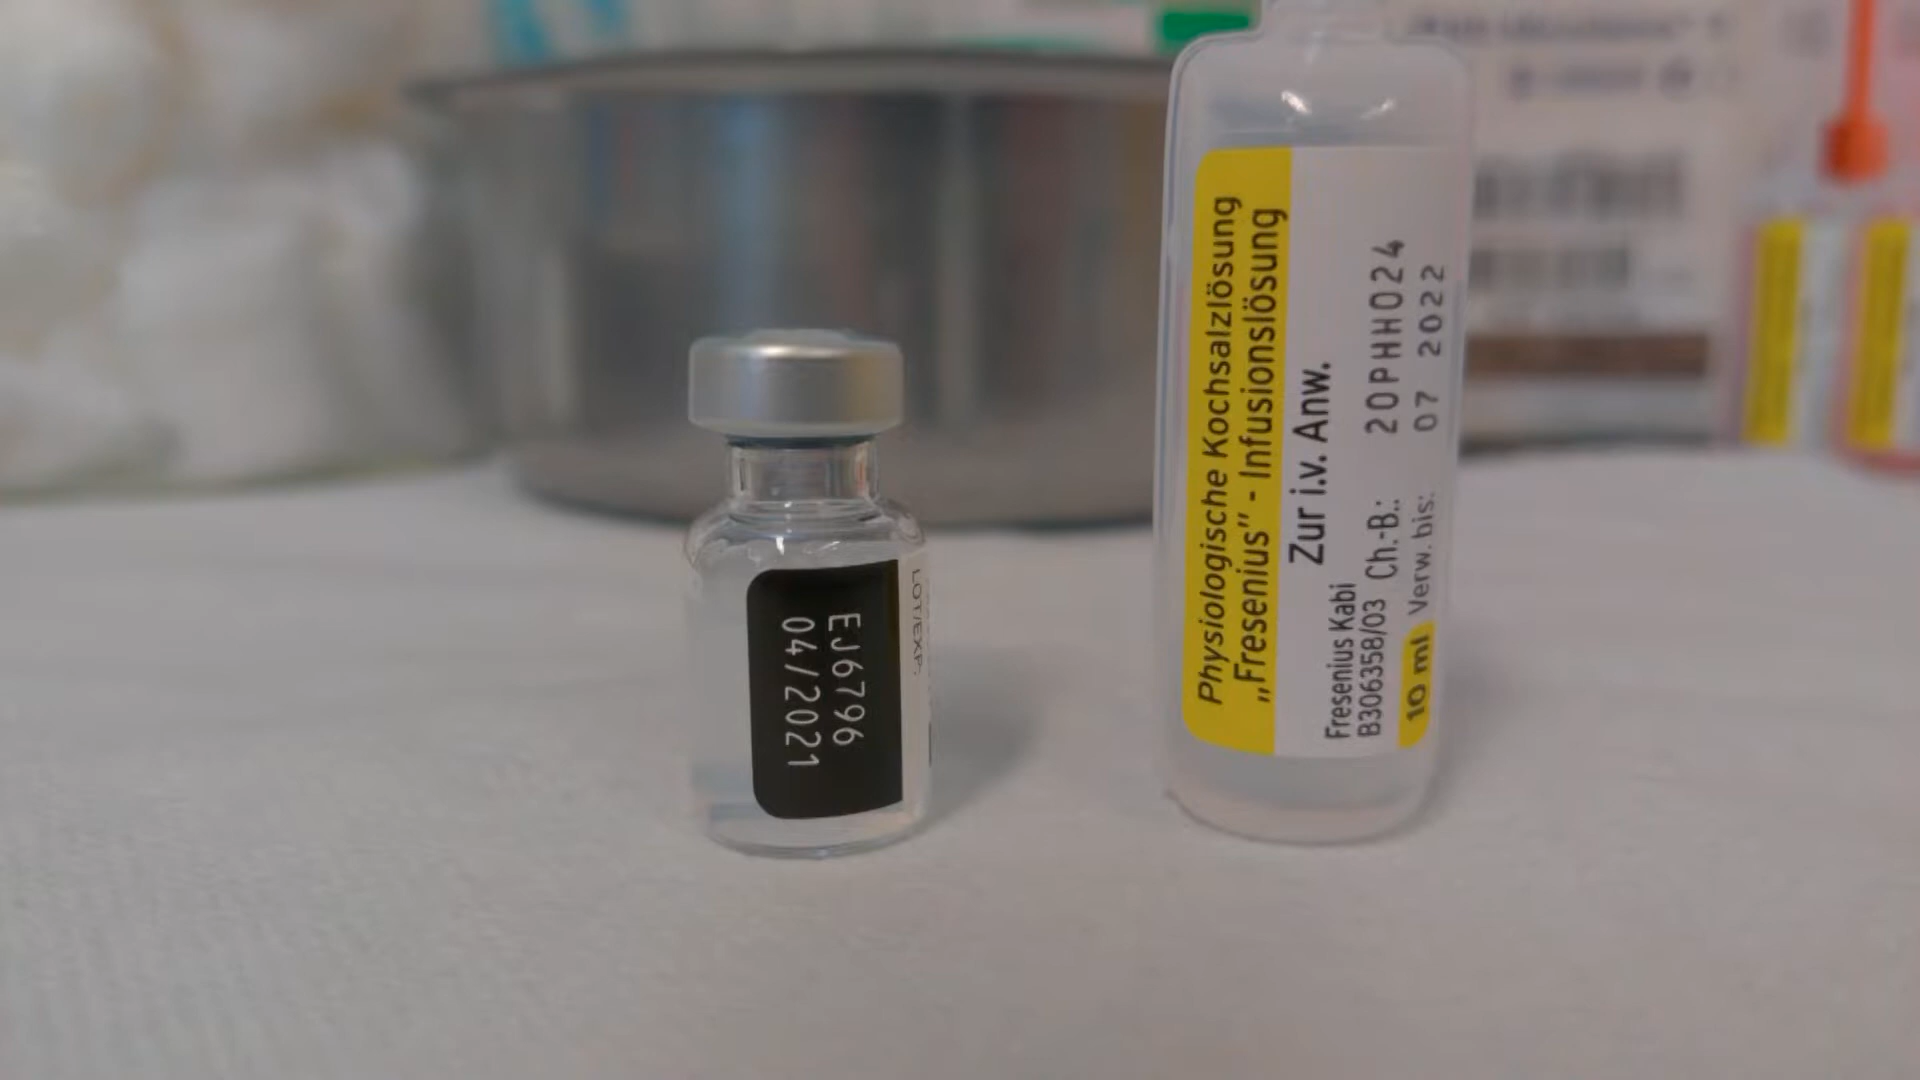 EJ6796
04/2021
LOT/EXP.
Physiologische Kochsalzlösung
„Fresenius” - Infusionslösung
Zur i.v. Anw.
Fresenius Kabi
B306358/03 Ch.-B.: 20PHH024
10 ml Verw. bis: 07 2022